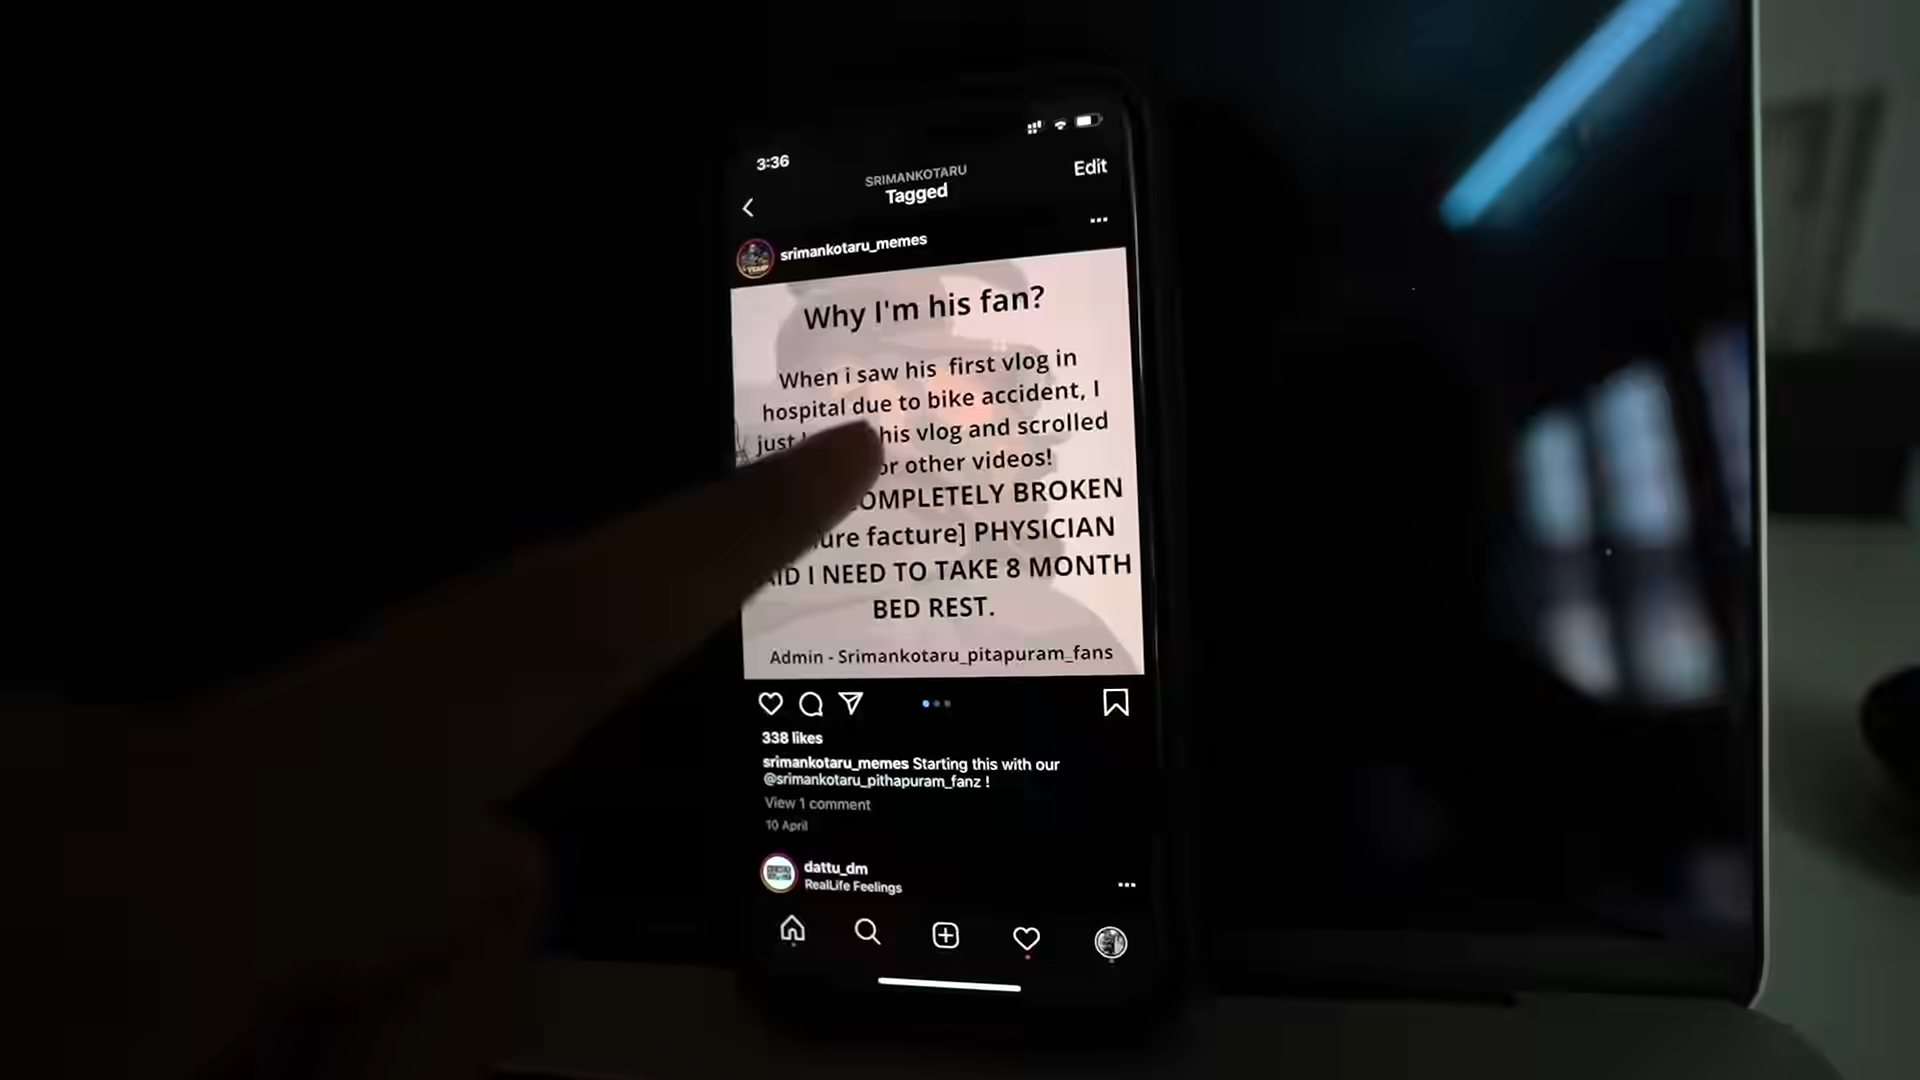 3:36
SRIMANKOTARU
Tagged
Edit
srimankotaru_memes
Why I'm his fan?
When i saw his first vlog in
hospital due to bike accident, I
just his vlog and scrolled
other videos!
COMPLETELY BROKEN
facture] PHYSICIAN
I NEED TO TAKE 8 MONTH
BED REST.
Admin - Srimankotaru_pitapuram_fans
338 likes
srimankotaru_memes Starting this with our
@srimankotaru_pithapuram_fanz !
View 1 comment
10 April
dattu_dm
RealLife Feelings